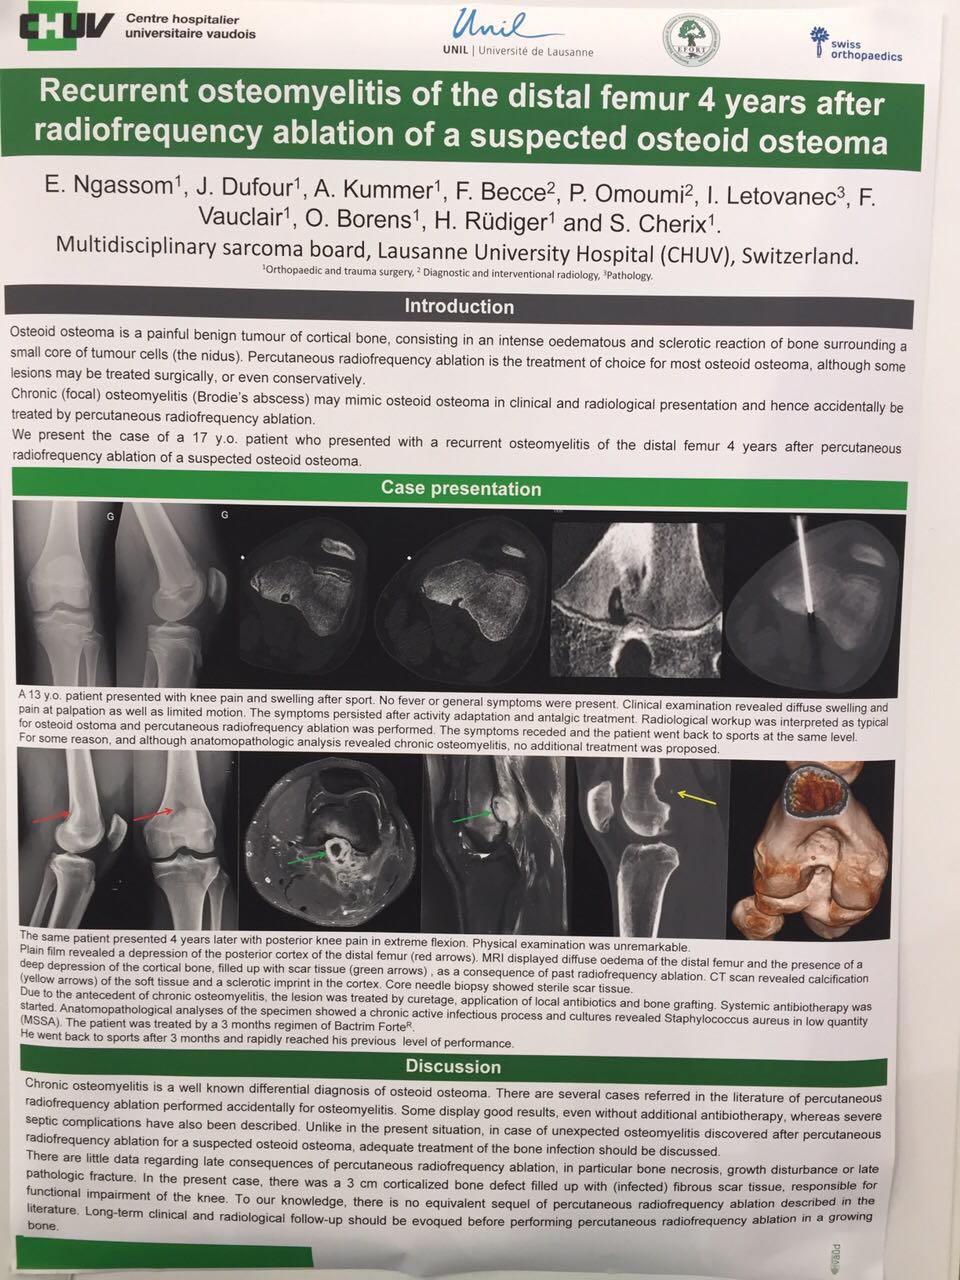 CHUV
Centre hospitalier
universitaire vaudois
Unil
UNIL | Université de Lausanne
EFORT
swiss
orthopaedics
Recurrent osteomyelitis of the distal femur 4 years after
radiofrequency ablation of a suspected osteoid osteoma
E. Ngassom¹, J. Dufour¹, A. Kummer¹, F. Becce², P. Omoumi², I. Letovanec³, F.
Vauclair¹, O. Borens¹, H. Rüdiger¹ and S. Cherix¹.
Multidisciplinary sarcoma board, Lausanne University Hospital (CHUV), Switzerland.
¹Orthopaedic and trauma surgery, ² Diagnostic and interventional radiology, ³Pathology.
Introduction
Osteoid osteoma is a painful benign tumour of cortical bone, consisting in an intense oedematous and sclerotic reaction of bone surrounding a
small core of tumour cells (the nidus). Percutaneous radiofrequency ablation is the treatment of choice for most osteoid osteoma, although some
lesions may be treated surgically, or even conservatively.
Chronic (focal) osteomyelitis (Brodie's abscess) may mimic osteoid osteoma in clinical and radiological presentation and hence accidentally be
treated by percutaneous radiofrequency ablation.
We present the case of a 17 y.o. patient who presented with a recurrent osteomyelitis of the distal femur 4 years after percutaneous
radiofrequency ablation of a suspected osteoid osteoma.
Case presentation
G
G
A 13 y.o. patient presented with knee pain and swelling after sport. No fever or general symptoms were present. Clinical examination revealed diffuse swelling and
pain at palpation as well as limited motion. The symptoms persisted after activity adaptation and antalgic treatment. Radiological workup was interpreted as typical
for osteoid ostoma and percutaneous radiofrequency ablation was performed. The symptoms receded and the patient went back to sports at the same level.
For some reason, and although anatomopathologic analysis revealed chronic osteomyelitis, no additional treatment was proposed.
The same patient presented 4 years later with posterior knee pain in extreme flexion. Physical examination was unremarkable.
Plain film revealed a depression of the posterior cortex of the distal femur (red arrows). MRI displayed diffuse oedema of the distal femur and the presence of a
deep depression of the cortical bone, filled up with scar tissue (green arrows) , as a consequence of past radiofrequency ablation. CT scan revealed calcification
(yellow arrows) of the soft tissue and a sclerotic imprint in the cortex. Core needle biopsy showed sterile scar tissue.
Due to the antecedent of chronic osteomyelitis, the lesion was treated by curetage, application of local antibiotics and bone grafting. Systemic antibiotherapy was
started. Anatomopathological analyses of the specimen showed a chronic active infectious process and cultures revealed Staphylococcus aureus in low quantity
(MSSA). The patient was treated by a 3 months regimen of Bactrim Forteᴿ.
He went back to sports after 3 months and rapidly reached his previous level of performance.
Discussion
Chronic osteomyelitis is a well known differential diagnosis of osteoid osteoma. There are several cases referred in the literature of percutaneous
radiofrequency ablation performed accidentally for osteomyelitis. Some display good results, even without additional antibiotherapy, whereas severe
septic complications have also been described. Unlike in the present situation, in case of unexpected osteomyelitis discovered after percutaneous
radiofrequency ablation for a suspected osteoid osteoma, adequate treatment of the bone infection should be discussed.
There are little data regarding late consequences of percutaneous radiofrequency ablation, in particular bone necrosis, growth disturbance or late
pathologic fracture. In the present case, there was a 3 cm corticalized bone defect filled up with (infected) fibrous scar tissue, responsible for
functional impairment of the knee. To our knowledge, there is no equivalent sequel of percutaneous radiofrequency ablation described in the
literature. Long-term clinical and radiological follow-up should be evoqued before performing percutaneous radiofrequency ablation in a growing
bone.
vaud